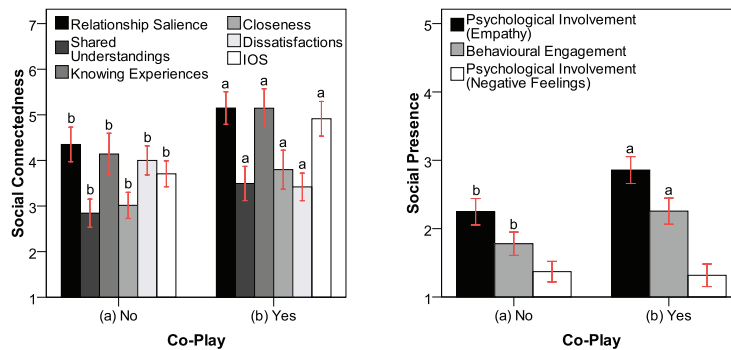 Social Connectedness
7
6
5
4
3
2
1
Relationship Salience
Shared
Understandings
Knowing Experiences
Closeness
Dissatisfactions
IOS
b
b
b
b
b
b
a
a
a
a
a
a
(a) No
(b) Yes
Co-Play
Social Presence
5
4
3
2
1
Psychological Involvement
(Empathy)
Behavioural Engagement
Psychological Involvement
(Negative Feelings)
b
b
a
a
(a) No
(b) Yes
Co-Play